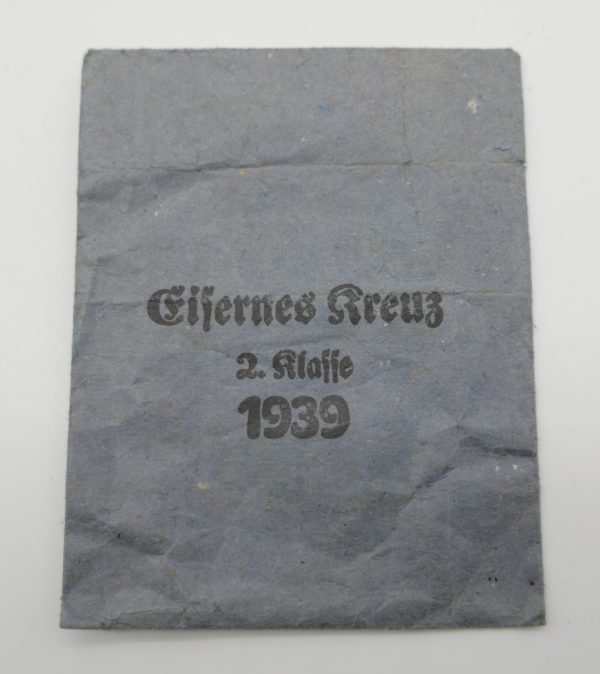 Eisernes Kreuz
2. Klasse
1939